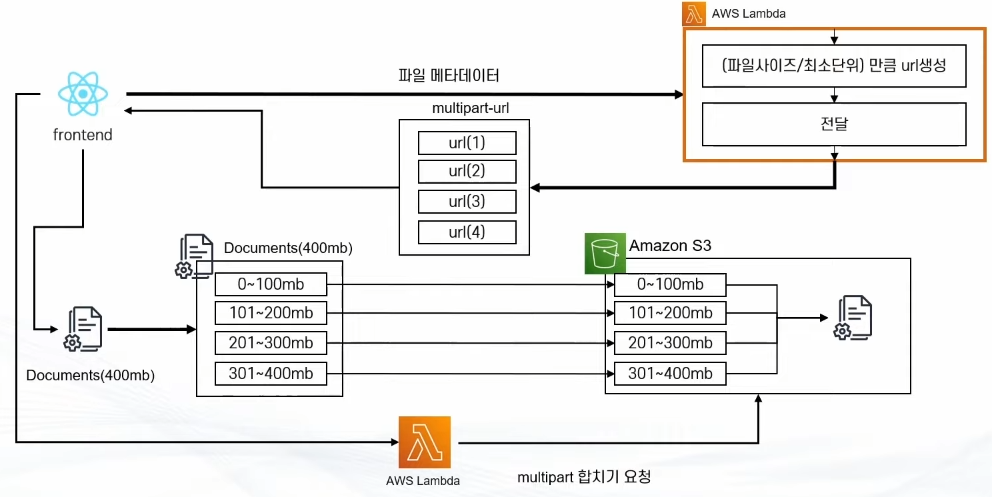 AWS Lambda
(파일사이즈/최소단위) 만큼 url생성
전달
파일 메타데이터
multipart-url
url(1)
url(2)
url(3)
url(4)
frontend
Documents(400mb)
0~100mb
101~200mb
201~300mb
301~400mb
Amazon S3
0~100mb
101~200mb
201~300mb
301~400mb
Documents(400mb)
AWS Lambda
multipart 합치기 요청